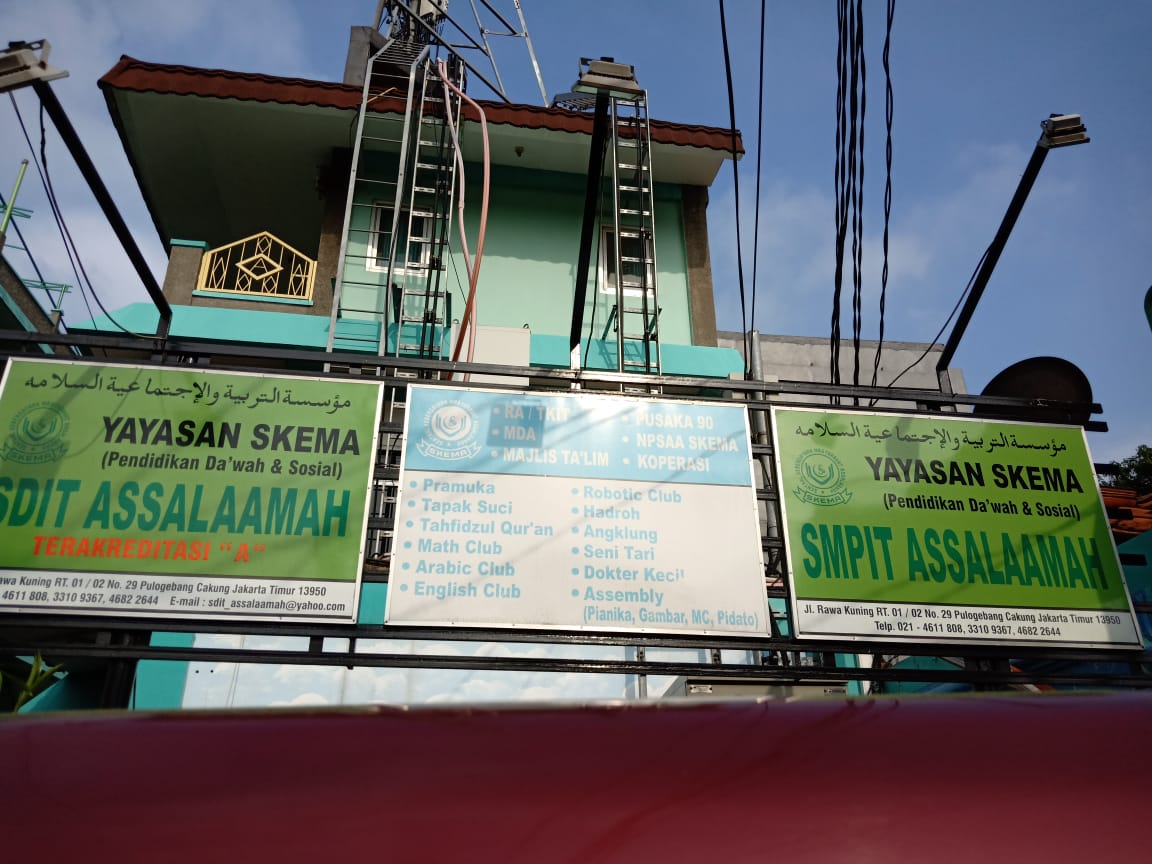 مؤسسة التربية والإجتماعية السلامه
YAYASAN SKEMA
(Pendidikan Da'wah & Sosial)
SDIT ASSALAAMAH
TERAKREDITASI "A"
Rawa Kuning RT. 01 / 02 No. 29 Pulogebang Cakung Jakarta Timur 13950
4611 808, 3310 9367, 4682 2644 E-mail : sdit_assalaamah@yahoo.com
SKEMA
• RA / TKIT
• MDA
• MAJLIS TA'LIM
• PUSAKA 90
• NPSAA SKEMA
• KOPERASI
SKEMA
• Pramuka
• Tapak Suci
• Tahfidzul Qur'an
• Math Club
• Arabic Club
• English Club
• Robotic Club
• Hadroh
• Angklung
• Seni Tari
• Dokter Kecil
• Assembly
(Pianika, Gambar, MC, Pidato)
مؤسسة التربية والإجتماعية السلامه
YAYASAN SKEMA
(Pendidikan Da'wah & Sosial)
SKEMA
SMPIT ASSALAAMAH
Jl. Rawa Kuning RT. 01 / 02 No. 29 Pulogebang Cakung Jakarta Timur 13950
Telp. 021 - 4611 808, 3310 9367, 4682 2644